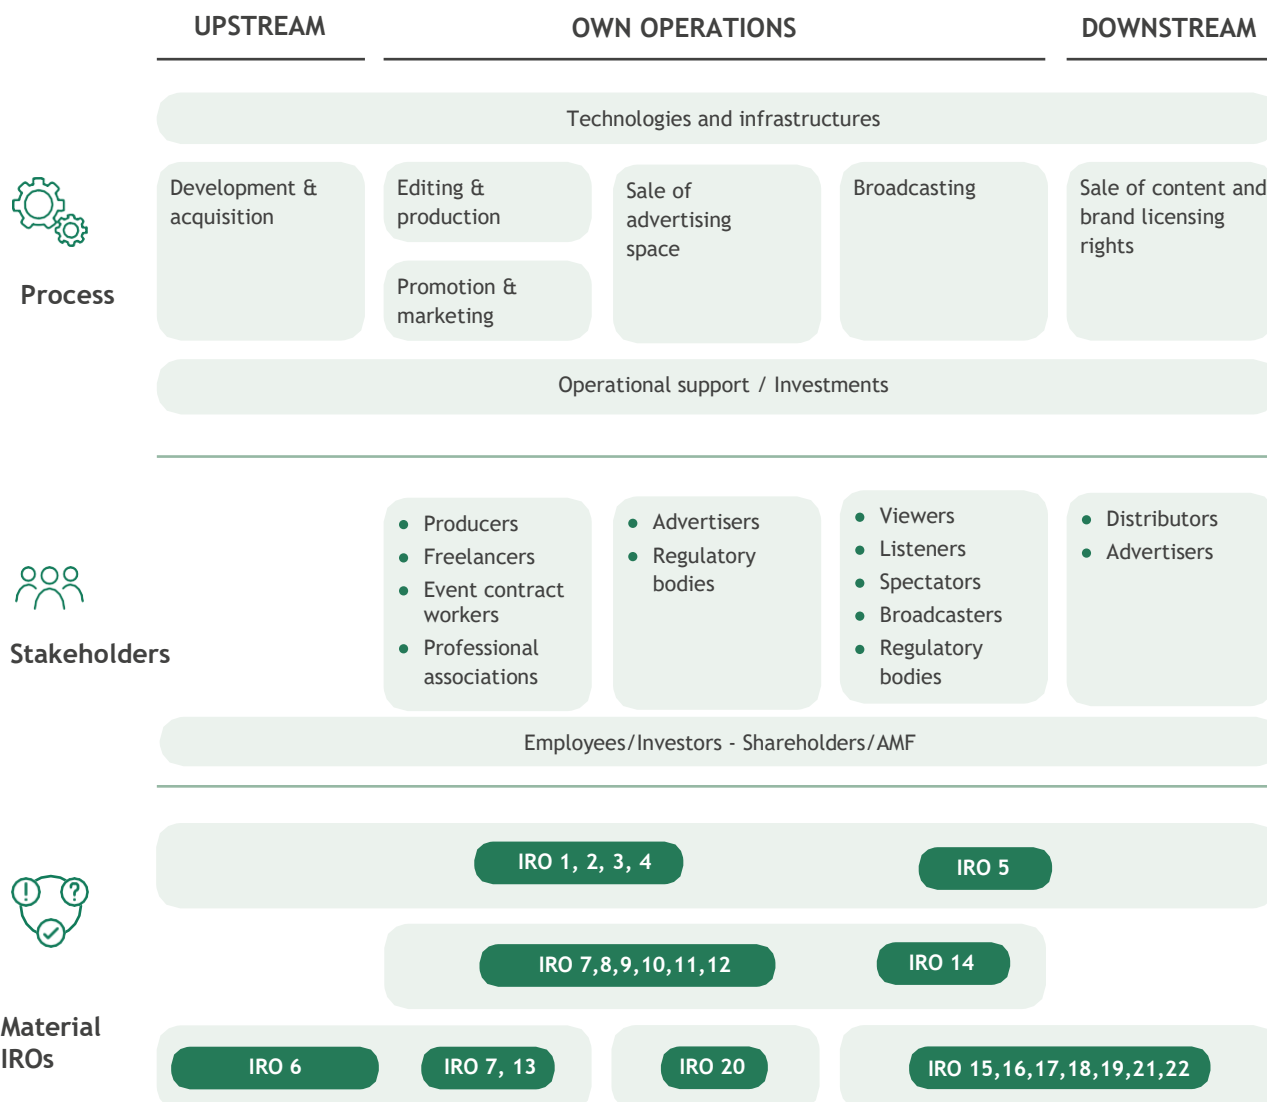 UPSTREAM
OWN OPERATIONS
DOWNSTREAM
Technologies and infrastructures
Process
Development &
acquisition
Editing &
production
Promotion &
marketing
Sale of
advertising
space
Broadcasting
Sale of content and
brand licensing
rights
Operational support / Investments
Stakeholders
• Producers
• Freelancers
• Event contract
workers
• Professional
associations
• Advertisers
• Regulatory
bodies
• Viewers
• Listeners
• Spectators
• Broadcasters
• Regulatory
bodies
• Distributors
• Advertisers
Employees/Investors - Shareholders/AMF
Material
IROs
IRO 1, 2, 3, 4
IRO 5
IRO 7,8,9,10,11,12
IRO 14
IRO 6
IRO 7, 13
IRO 20
IRO 15,16,17,18,19,21,22